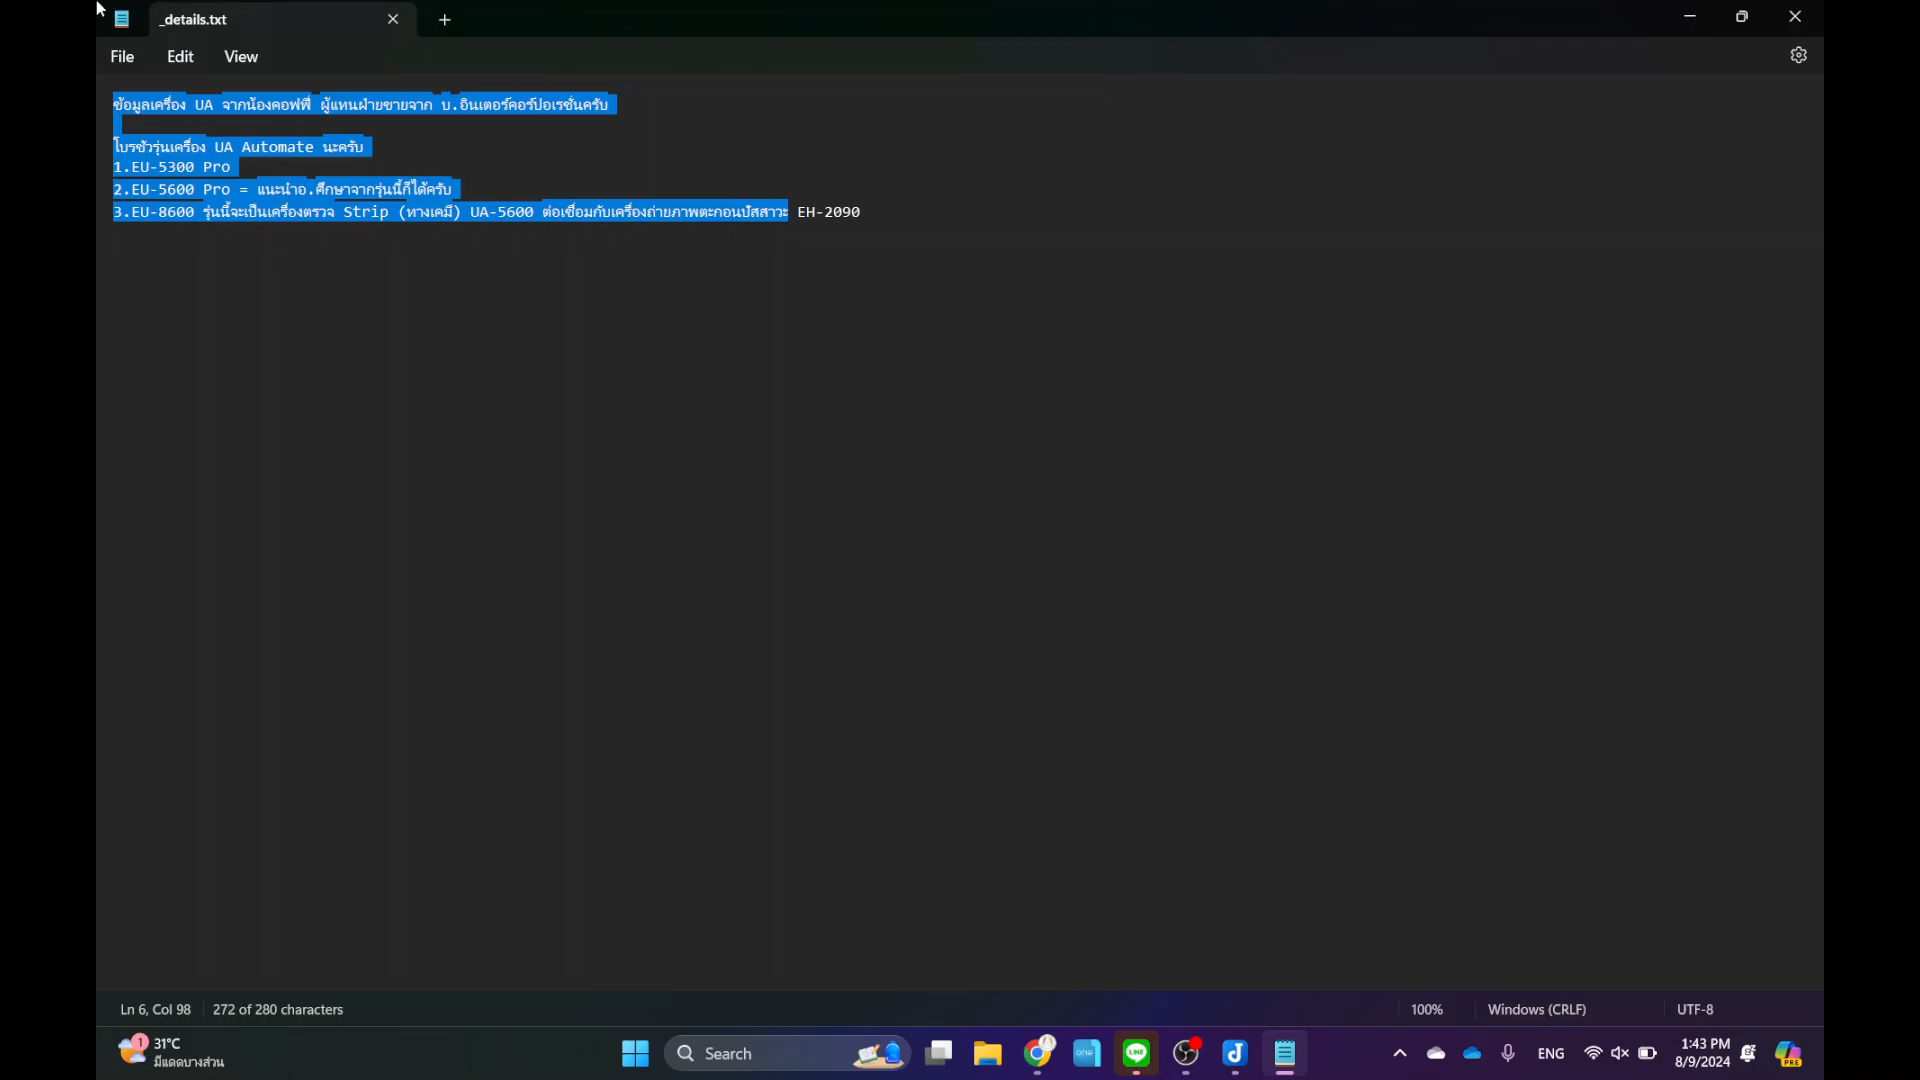 _details.txt
File Edit View
ข้อมูลเครื่อง UA จากน้องคอฟฟี่ ผู้แทนฝ่ายขายจาก บ.อินเตอร์คอร์ปอเรชั่นครับ
โบรชัวรุ่นเครื่อง UA Automate นะครับ
1.EU-5300 Pro
2.EU-5600 Pro = แนะนำอ.ศึกษาจากรุ่นนี้ก็ได้ครับ
3.EU-8600 รุ่นนี้จะเป็นเครื่องตรวจ Strip (ทางเคมี) UA-5600 ต่อเชื่อมกับเครื่องถ่ายภาพตะกอนปัสสาวะ EH-2090
Ln 6, Col 98 272 of 280 characters 100% Windows (CRLF) UTF-8
1 31°C
มีแดดบางส่วน
Search
one
LINE
ENG
1:43 PM
8/9/2024
PRE